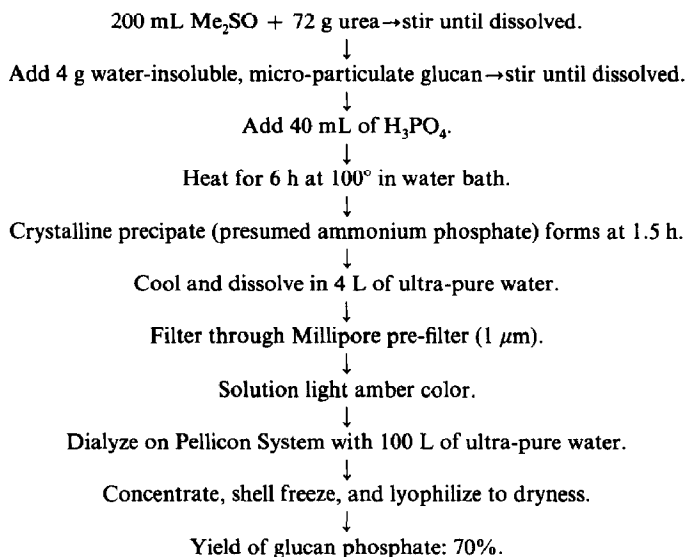 200 mL Me₂SO + 72 g urea→stir until dissolved.
↓
Add 4 g water-insoluble, micro-particulate glucan→stir until dissolved.
↓
Add 40 mL of H₃PO₄.
↓
Heat for 6 h at 100° in water bath.
↓
Crystalline precipate (presumed ammonium phosphate) forms at 1.5 h.
↓
Cool and dissolve in 4 L of ultra-pure water.
↓
Filter through Millipore pre-filter (1 μm).
↓
Solution light amber color.
↓
Dialyze on Pellicon System with 100 L of ultra-pure water.
↓
Concentrate, shell freeze, and lyophilize to dryness.
↓
Yield of glucan phosphate: 70%.